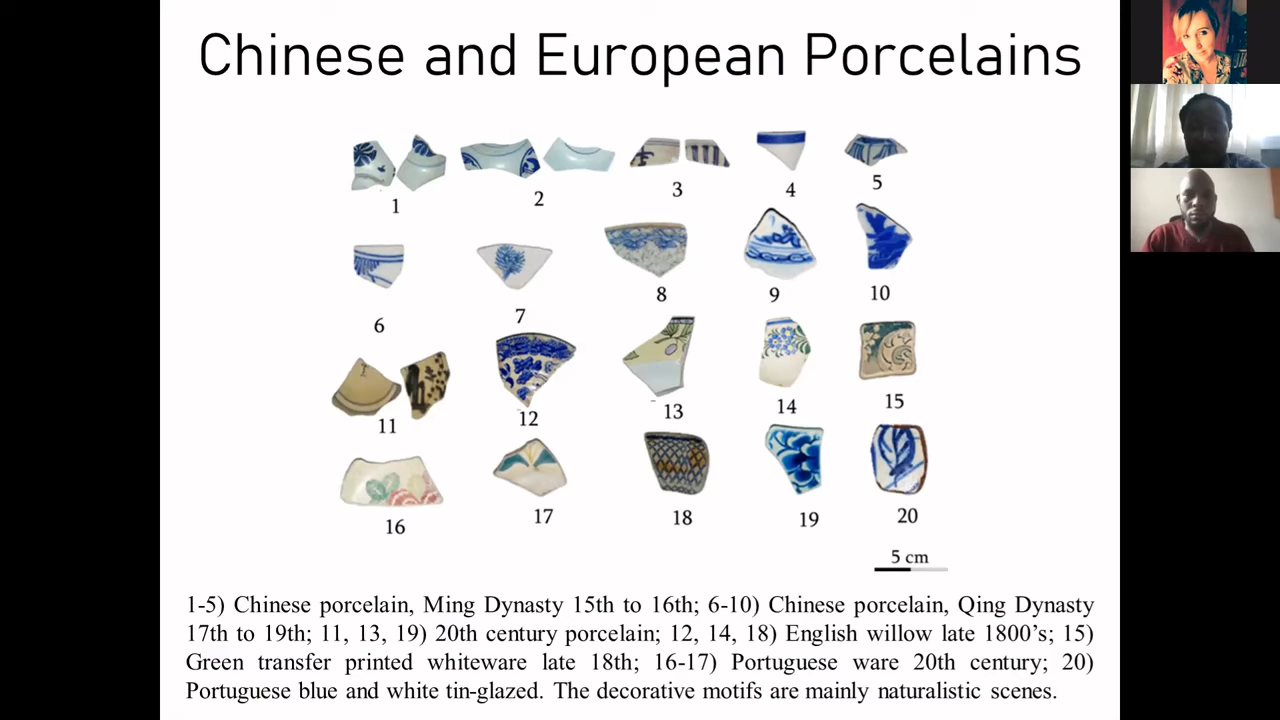 Chinese and European Porcelains
1 2 3 4 5
6 7 8 9 10
11 12 13 14 15
16 17 18 19 20
5 cm
1-5) Chinese porcelain, Ming Dynasty 15th to 16th; 6-10) Chinese porcelain, Qing Dynasty
17th to 19th; 11, 13, 19) 20th century porcelain; 12, 14, 18) English willow late 1800’s; 15)
Green transfer printed whiteware late 18th; 16-17) Portuguese ware 20th century; 20)
Portuguese blue and white tin-glazed. The decorative motifs are mainly naturalistic scenes.